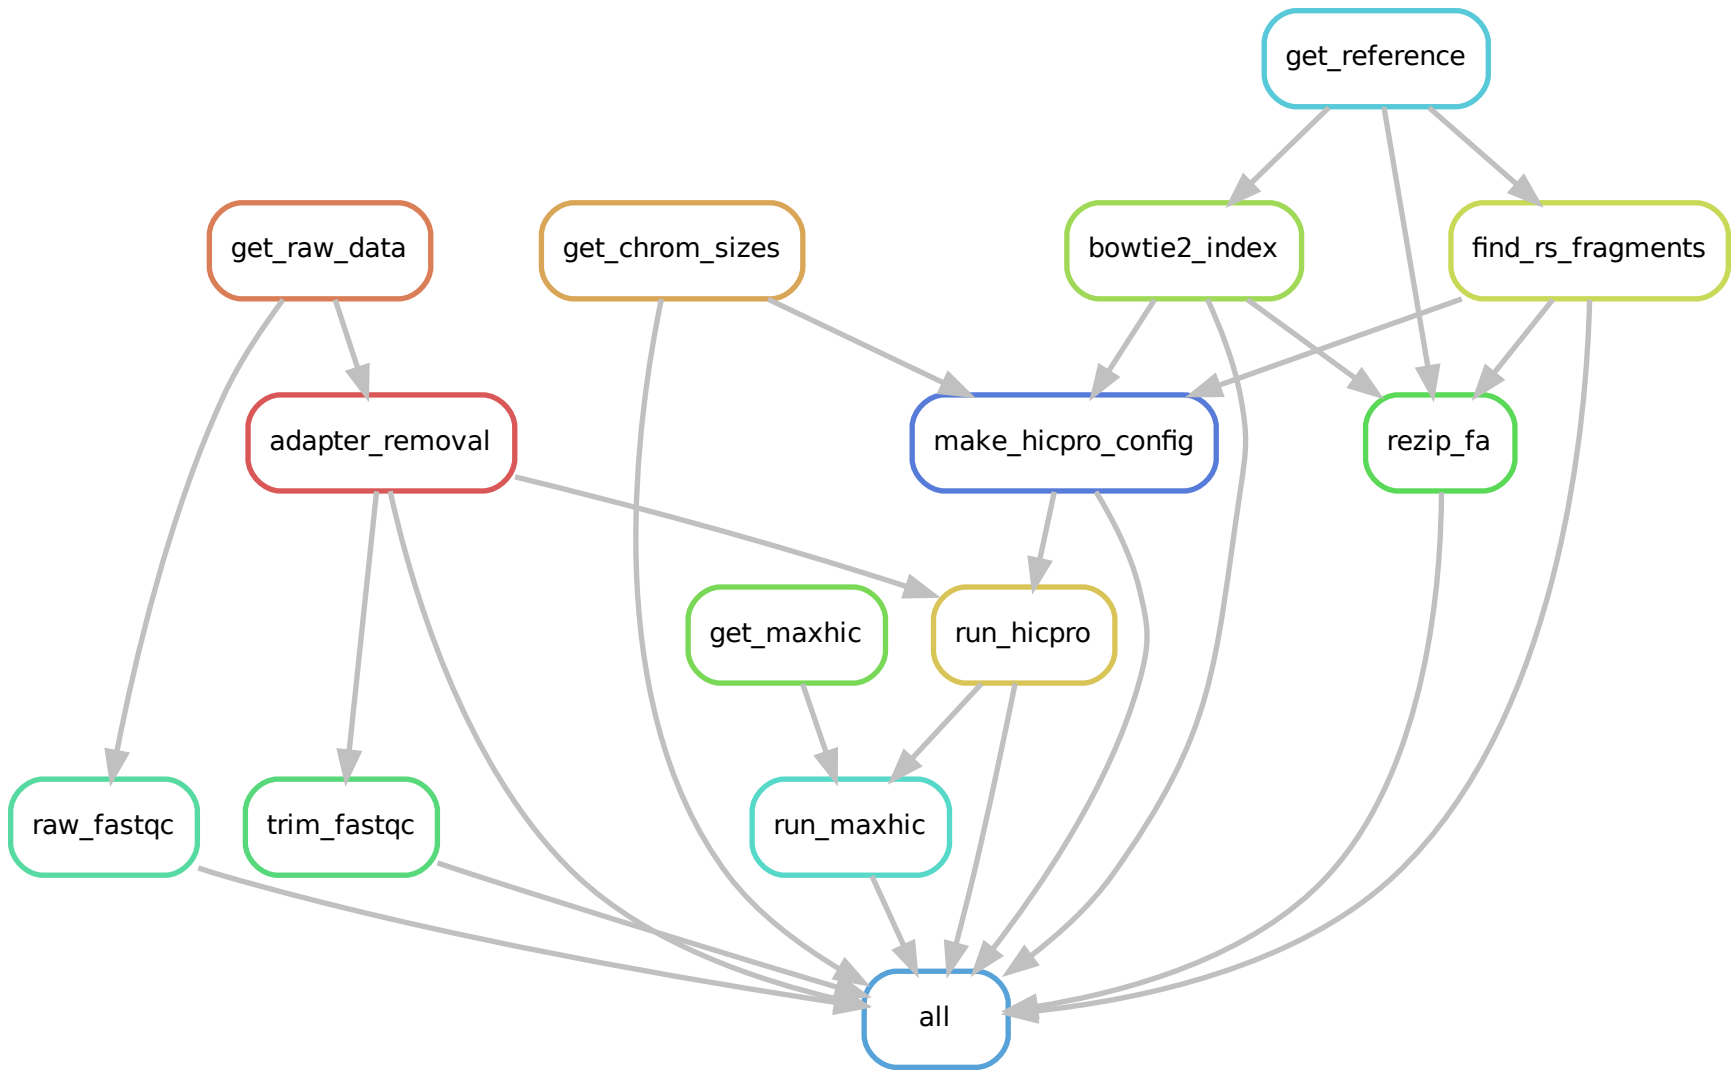 get_reference
get_raw_data
get_chrom_sizes
bowtie2_index
find_rs_fragments
adapter_removal
make_hicpro_config
rezip_fa
get_maxhic
run_hicpro
raw_fastqc
trim_fastqc
run_maxhic
all